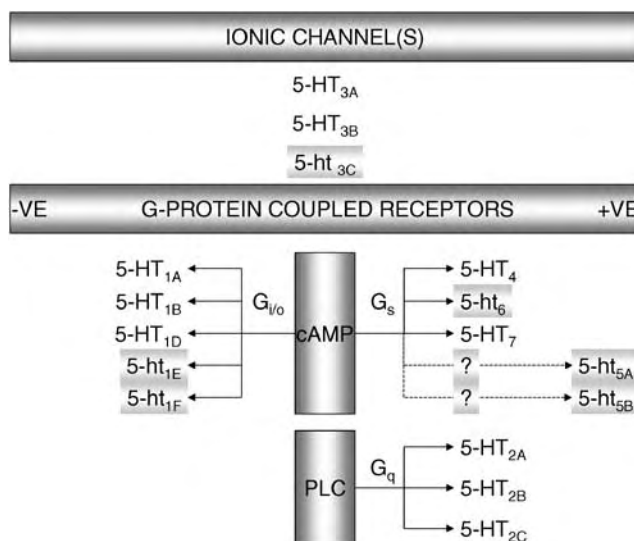 IONIC CHANNEL(S)
5-HT3A
5-HT3B
5-ht 3C
-VE G-PROTEIN COUPLED RECEPTORS +VE
5-HT1A Gi/o cAMP Gs 5-HT4
5-HT1B 5-ht6
5-HT1D 5-HT7
5-ht1E ? 5-ht5A
5-ht1F ? 5-ht5B
PLC Gq 5-HT2A
5-HT2B
5-HT2C